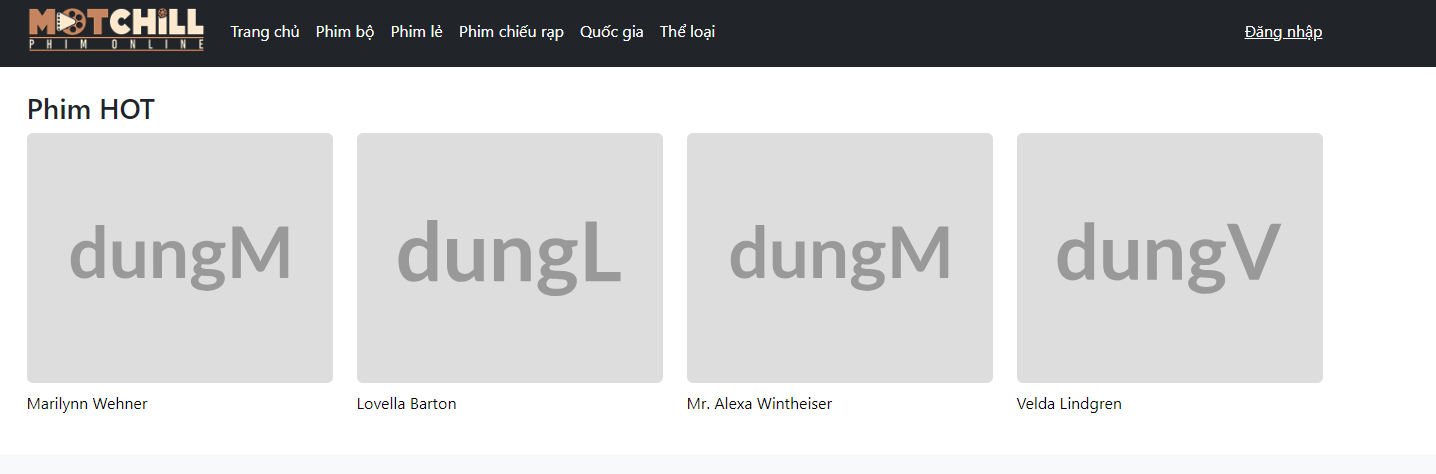 MOTCHILL
PHIM ONLINE
Trang chủ Phim bộ Phim lẻ Phim chiếu rạp Quốc gia Thể loại Đăng nhập
Phim HOT
dungM dungL dungM dungV
Marilynn Wehner Lovella Barton Mr. Alexa Wintheiser Velda Lindgren